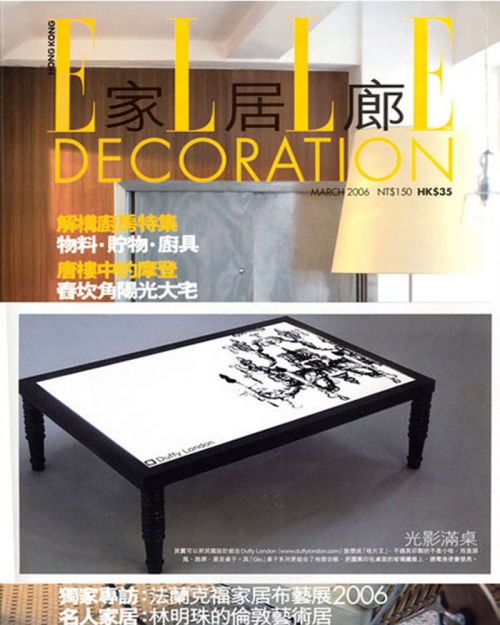 HONG KONG
ELLE
家居廊
DECORATION
MARCH 2006 NT$150 HK$35
解構廚房特集
物料·貯物·廚具
唐樓中的摩登
舂坎角陽光大宅
Duffy London
光影滿桌
獨家專訪：法蘭克福家居布藝展2006
名人家居：林明珠的倫敦藝術居